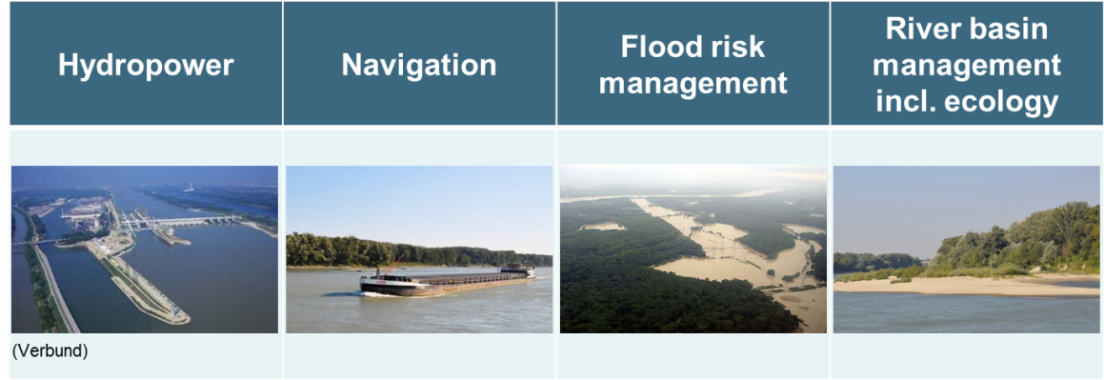 Hydropower
Navigation
Flood risk
management
River basin
management
incl. ecology
(Verbund)